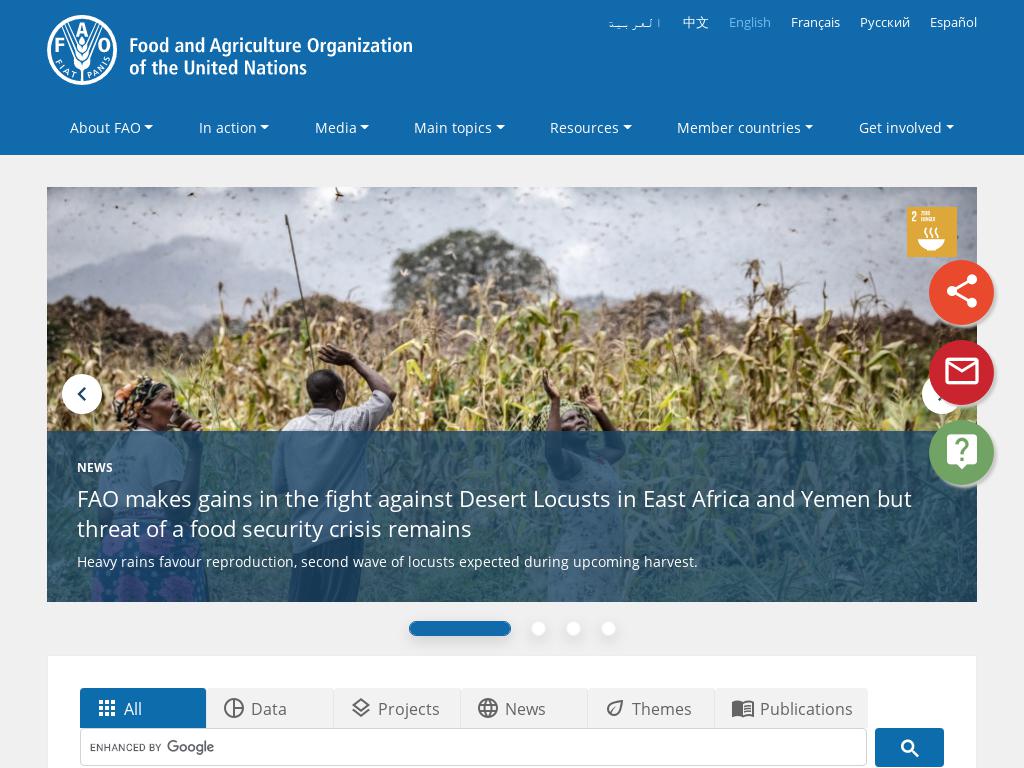 العربية 中文 English Français Русский Español
FAO
FIAT PANIS
Food and Agriculture Organization
of the United Nations
About FAO In action Media Main topics Resources Member countries Get involved
2 ZERO
HUNGER
NEWS
FAO makes gains in the fight against Desert Locusts in East Africa and Yemen but
threat of a food security crisis remains
Heavy rains favour reproduction, second wave of locusts expected during upcoming harvest.
All Data Projects News Themes Publications
ENHANCED BY Google